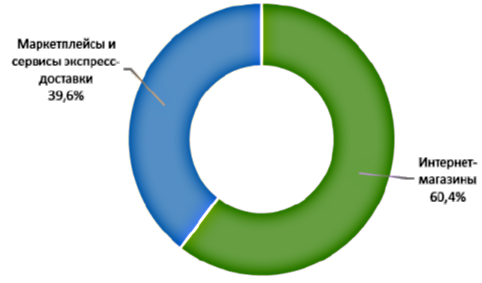 Маркетплейсы и
сервисы экспресс-
доставки
39,6%
Интернет-
магазины
60,4%